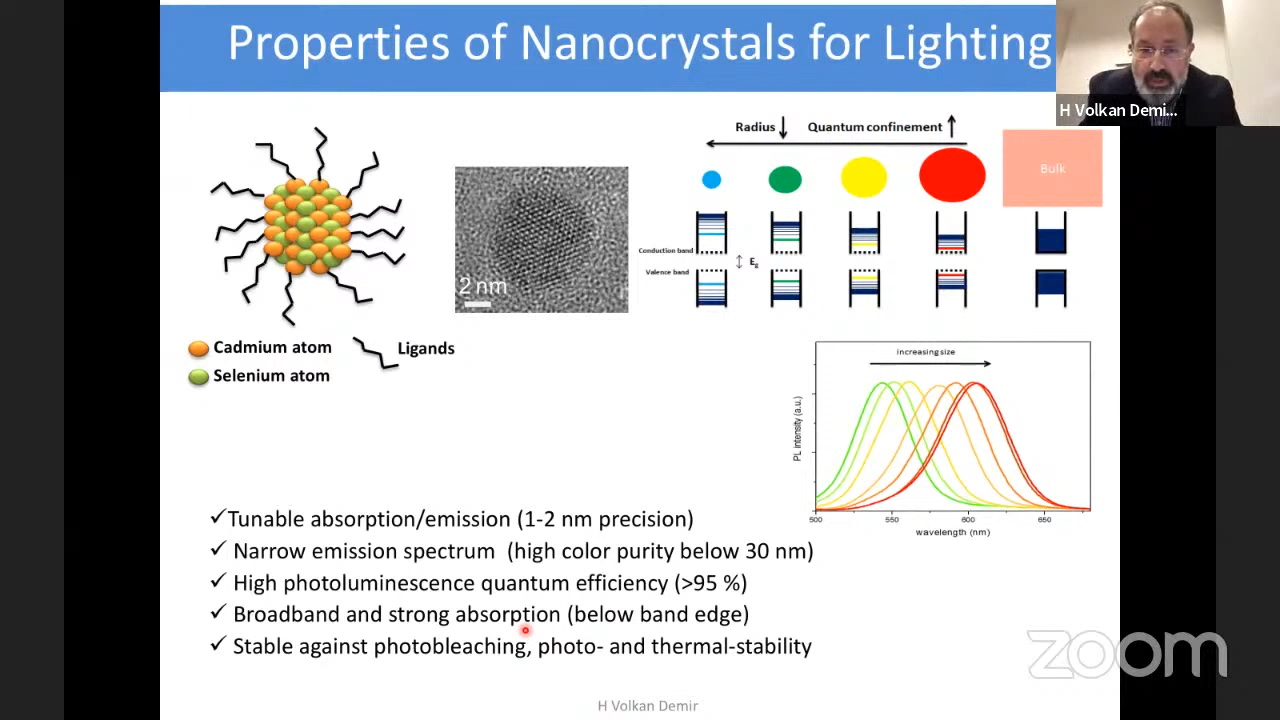 Properties of Nanocrystals for Lighting
H Volkan Demi...
Radius
Quantum confinement
Bulk
Conduction band
Eg
Valence band
2 nm
Cadmium atom
Ligands
Selenium atom
increasing size
PL intensity (a.u.)
500 550 600 650
wavelength (nm)
✓Tunable absorption/emission (1-2 nm precision)
✓ Narrow emission spectrum (high color purity below 30 nm)
✓ High photoluminescence quantum efficiency (>95 %)
✓ Broadband and strong absorption (below band edge)
✓ Stable against photobleaching, photo- and thermal-stability
zoom
H Volkan Demir